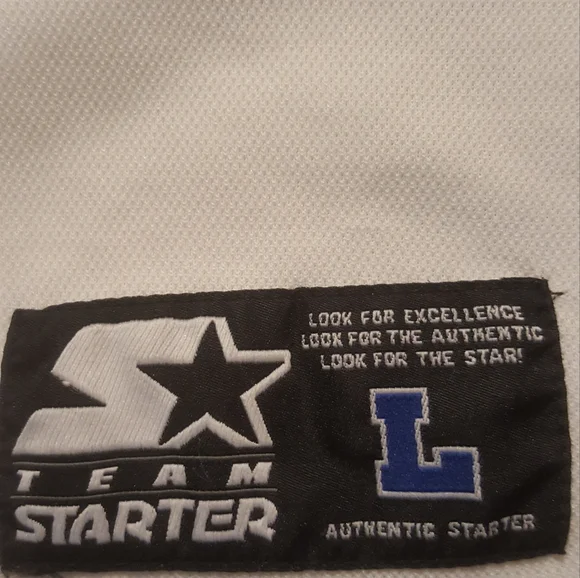 LOOK FOR EXCELLENCE
LOOK FOR THE AUTHENTIC
LOOK FOR THE STAR!
L
AUTHENTIC STARTER
S
TEAM
STARTER